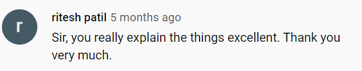 r
ritesh patil 5 months ago
Sir, you really explain the things excellent. Thank you
very much.